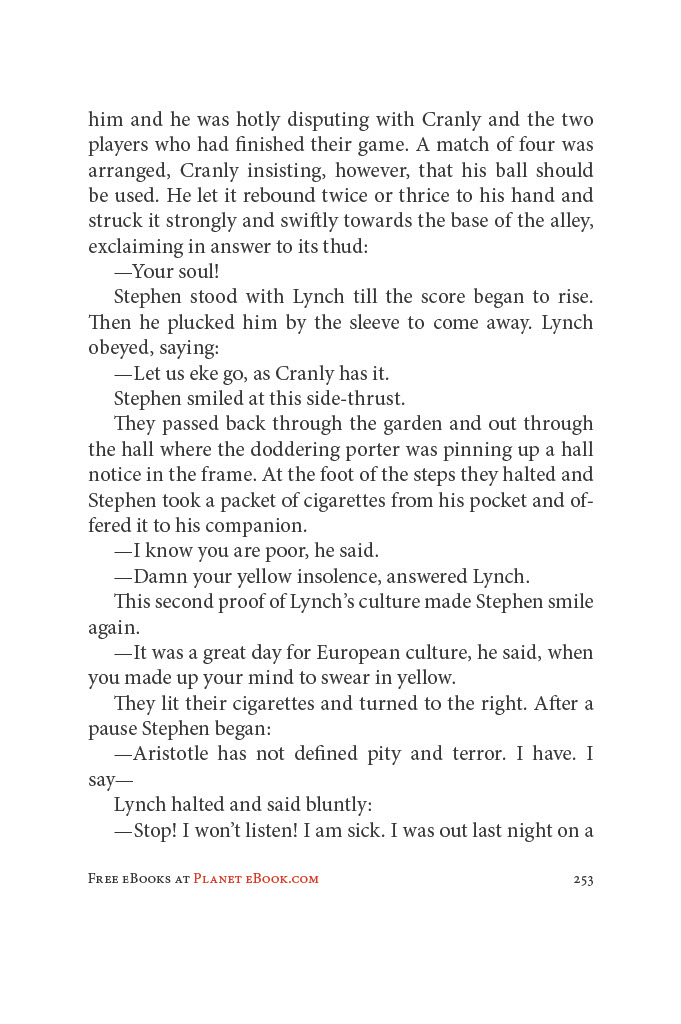 him and he was hotly disputing with Cranly and the two
players who had finished their game. A match of four was
arranged, Cranly insisting, however, that his ball should
be used. He let it rebound twice or thrice to his hand and
struck it strongly and swiftly towards the base of the alley,
exclaiming in answer to its thud:
—Your soul!
Stephen stood with Lynch till the score began to rise.
Then he plucked him by the sleeve to come away. Lynch
obeyed, saying:
—Let us eke go, as Cranly has it.
Stephen smiled at this side-thrust.
They passed back through the garden and out through
the hall where the doddering porter was pinning up a hall
notice in the frame. At the foot of the steps they halted and
Stephen took a packet of cigarettes from his pocket and of-
fered it to his companion.
—I know you are poor, he said.
—Damn your yellow insolence, answered Lynch.
This second proof of Lynch’s culture made Stephen smile
again.
—It was a great day for European culture, he said, when
you made up your mind to swear in yellow.
They lit their cigarettes and turned to the right. After a
pause Stephen began:
—Aristotle has not defined pity and terror. I have. I
say—
Lynch halted and said bluntly:
—Stop! I won’t listen! I am sick. I was out last night on a
Free eBooks at Planet eBook.com 253